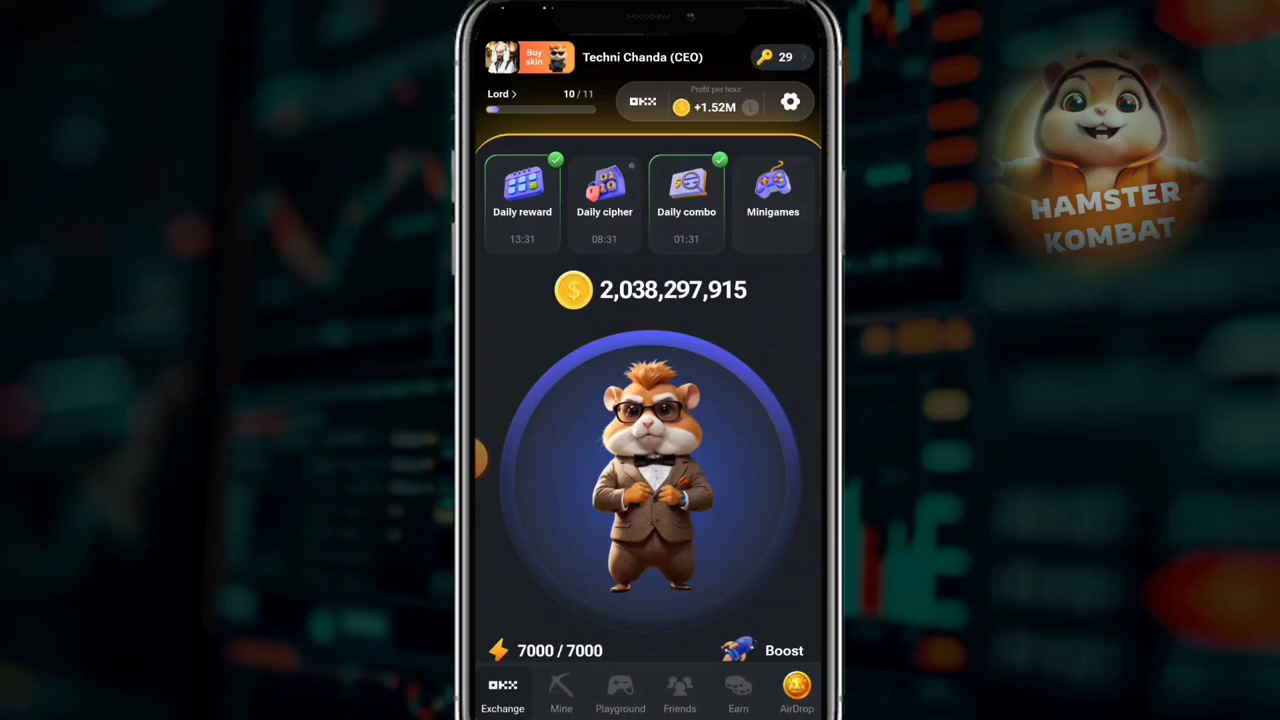 Buy
skin
Techni Chanda (CEO)
29
Lord >
10 / 11
OKX
Profit per hour
+1.52M
Daily reward
13:31
Daily cipher
08:31
Daily combo
01:31
Minigames
2,038,297,915
7000 / 7000
Boost
Exchange
Mine
Playground
Friends
Earn
AirDrop
HAMSTER
KOMBAT